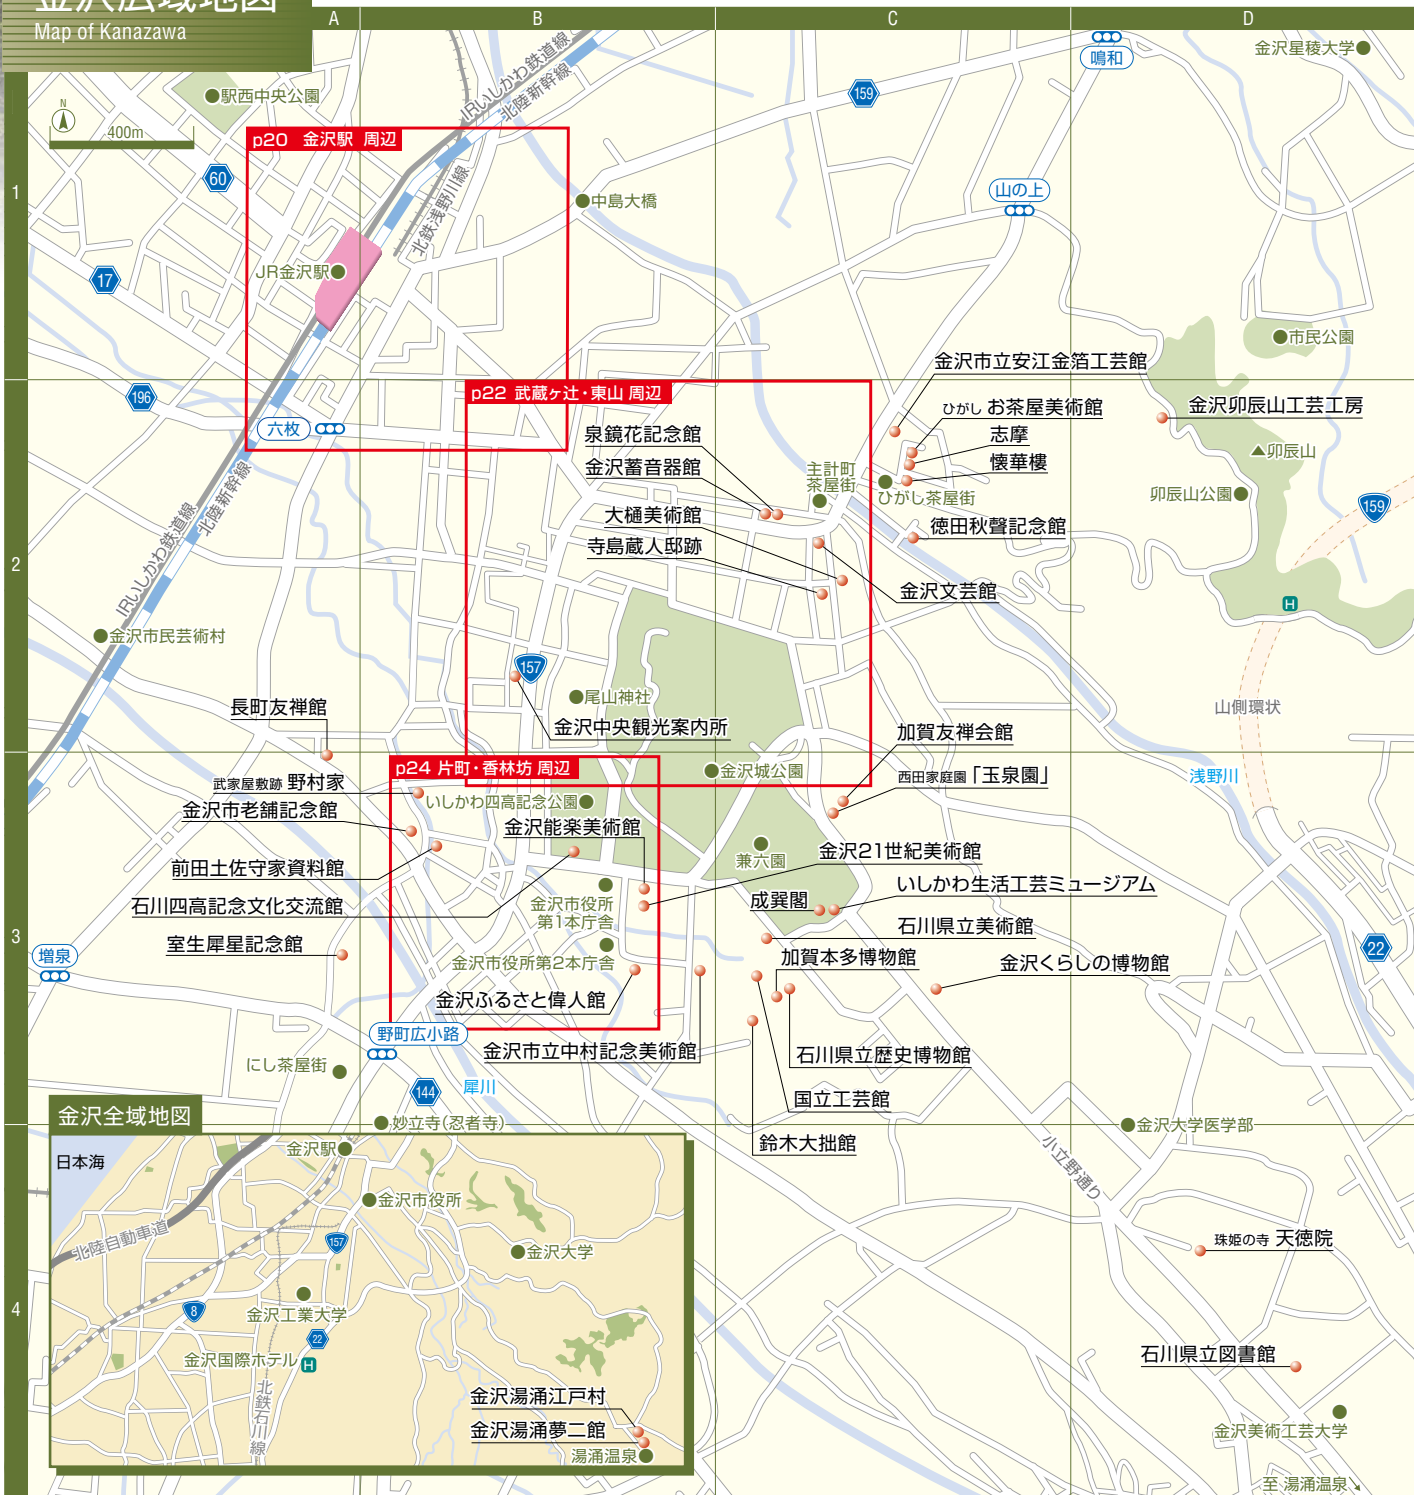 金沢広域地図
Map of Kanazawa
A
B
C
D
1
2
3
4
N
400m
駅西中央公園
p20 金沢駅 周辺
IRいしかわ鉄道線
北陸新幹線
北鉄浅野川線
159
鳴和
金沢星稜大学
60
中島大橋
山の上
17
JR金沢駅
市民公園
196
六枚
p22 武蔵ヶ辻・東山 周辺
金沢市立安江金箔工芸館
ひがし お茶屋美術館
志摩
懐華樓
金沢卯辰山工芸工房
卯辰山
卯辰山公園
159
泉鏡花記念館
金沢蓄音器館
主計町
茶屋街
ひがし茶屋街
大樋美術館
寺島蔵人邸跡
徳田秋聲記念館
金沢文芸館
H
IRいしかわ鉄道線
北陸新幹線
金沢市民芸術村
157
尾山神社
金沢中央観光案内所
長町友禅館
山側環状
加賀友禅会館
浅野川
p24 片町・香林坊 周辺
金沢城公園
西田家庭園「玉泉園」
武家屋敷跡 野村家
いしかわ四高記念公園
金沢市老舗記念館
金沢能楽美術館
兼六園
金沢21世紀美術館
前田土佐守家資料館
いしかわ生活工芸ミュージアム
成巽閣
石川四高記念文化交流館
金沢市役所
第1本庁舎
石川県立美術館
室生犀星記念館
金沢市役所第2本庁舎
加賀本多博物館
金沢くらしの博物館
22
増泉
金沢ふるさと偉人館
野町広小路
金沢市立中村記念美術館
石川県立歴史博物館
にし茶屋街
144
犀川
国立工芸館
妙立寺(忍者寺)
鈴木大拙館
金沢大学医学部
小立野通り
珠姫の寺 天徳院
石川県立図書館
金沢美術工芸大学
至 湯涌温泉
金沢全域地図
日本海
金沢駅
金沢市役所
北陸自動車道
157
金沢大学
8
金沢工業大学
22
金沢国際ホテル
H
北鉄石川線
金沢湯涌江戸村
金沢湯涌夢二館
湯涌温泉